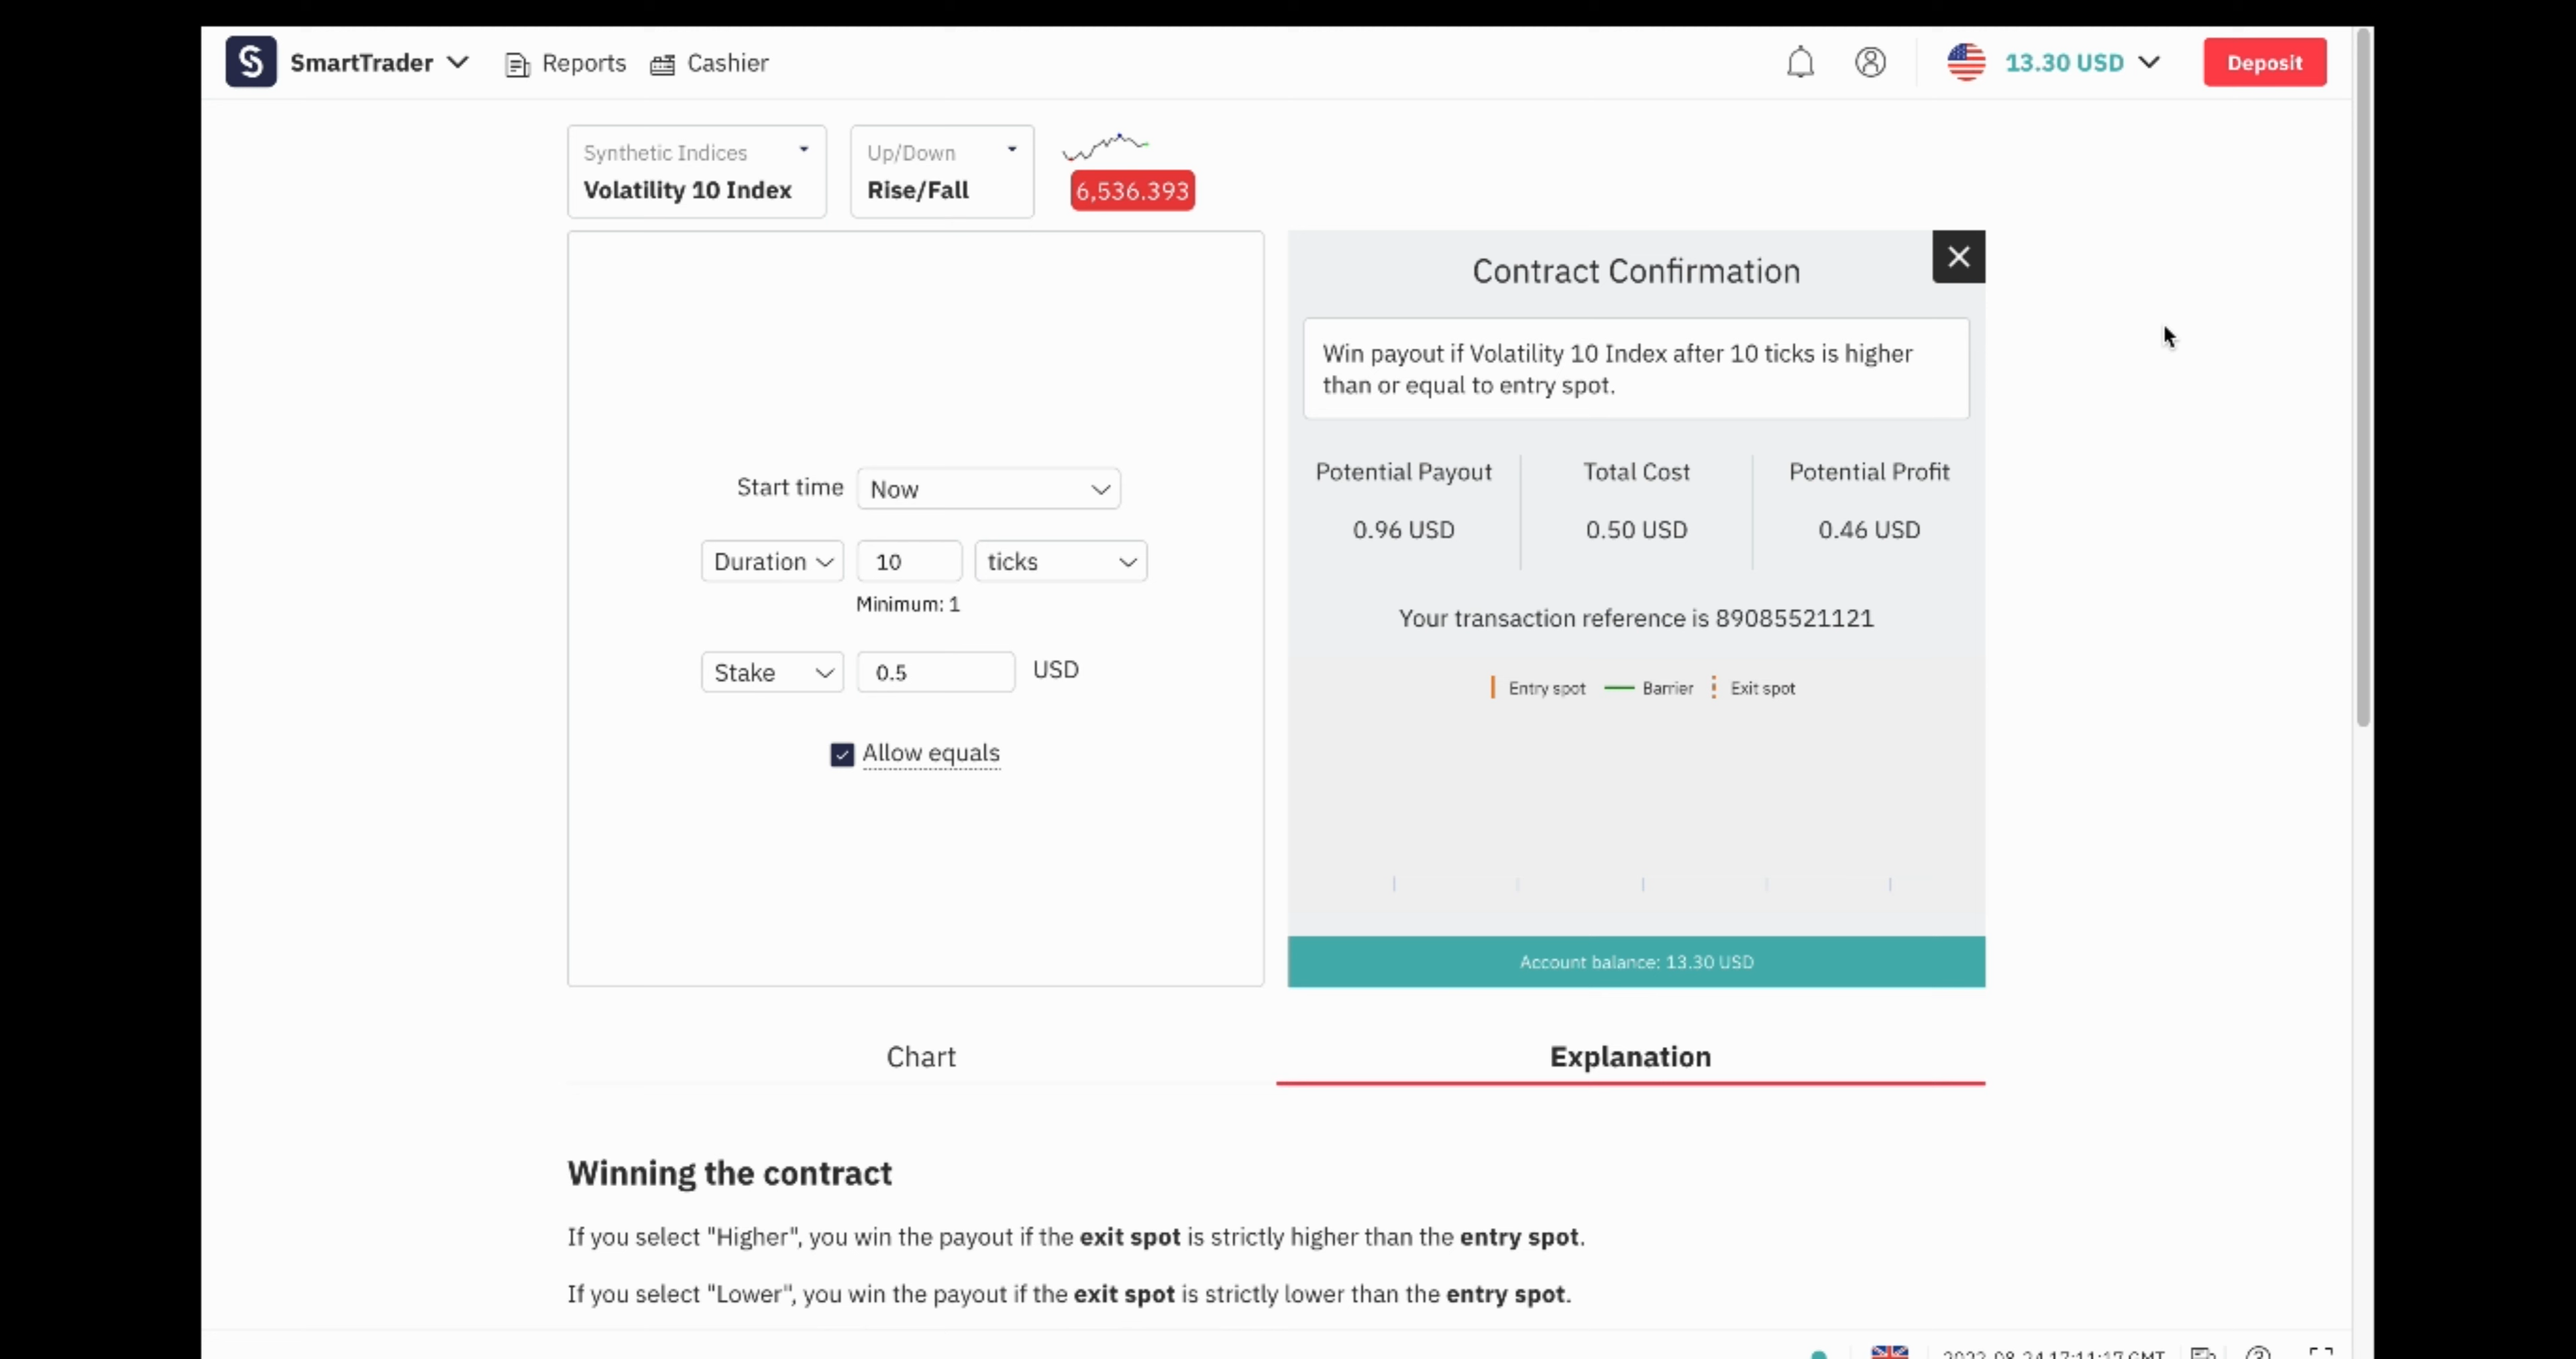 SmartTrader
Reports
Cashier
13.30 USD
Deposit
Synthetic Indices
Volatility 10 Index
Up/Down
Rise/Fall
6,536.393
Start time
Now
Duration
10
ticks
Minimum: 1
Stake
0.5
USD
Allow equals
Contract Confirmation
Win payout if Volatility 10 Index after 10 ticks is higher
than or equal to entry spot.
Potential Payout
0.96 USD
Total Cost
0.50 USD
Potential Profit
0.46 USD
Your transaction reference is 89085521121
Entry spot
Barrier
Exit spot
Account balance: 13.30 USD
Chart
Explanation
Winning the contract
If you select "Higher", you win the payout if the exit spot is strictly higher than the entry spot.
If you select "Lower", you win the payout if the exit spot is strictly lower than the entry spot.